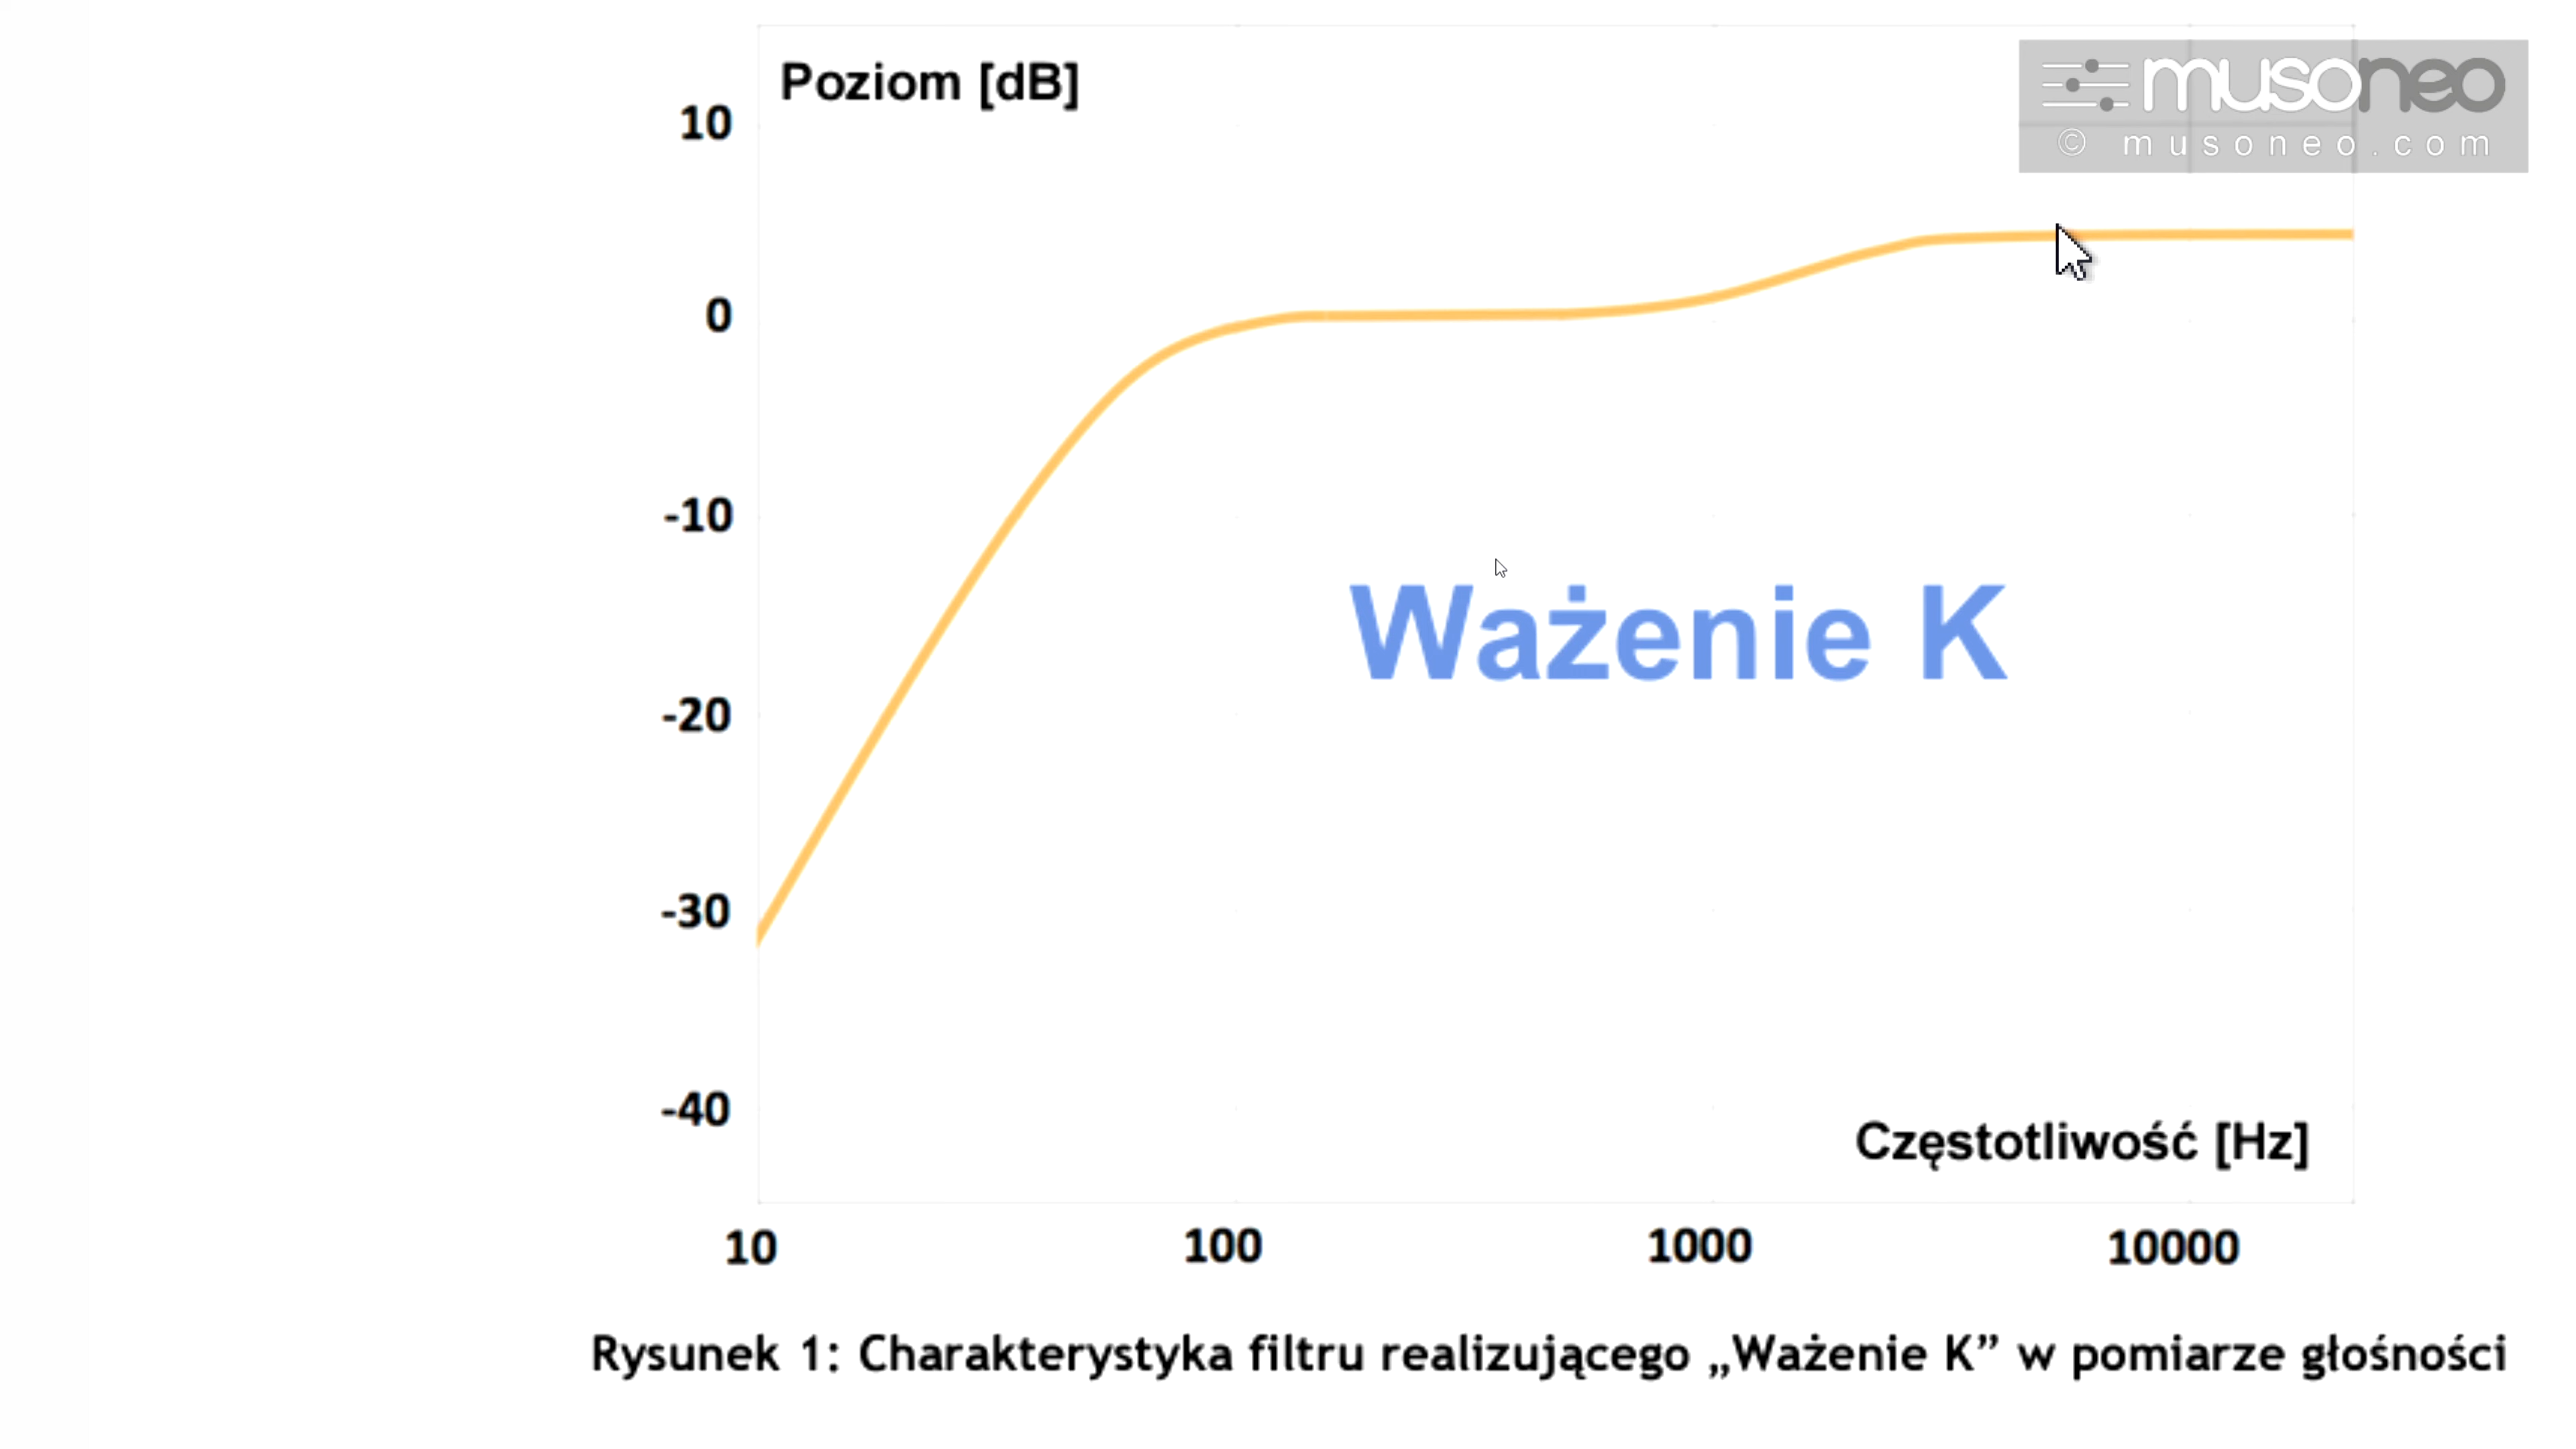 Poziom [dB]
musoneo
© musoneo.com
10
0
-10
Ważenie K
-20
-30
-40
Częstotliwość [Hz]
10 100 1000 10000
Rysunek 1: Charakterystyka filtru realizującego „Ważenie K” w pomiarze głośności